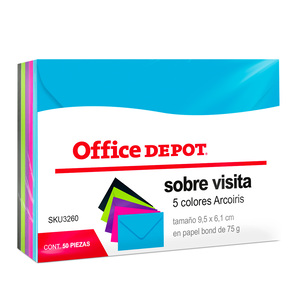 Office DEPOT.
sobre visita
5 colores Arcoiris
tamaño 9,5 x 6,1 cm
en papel bond de 75 g
SKU3260
CONT. 50 PIEZAS